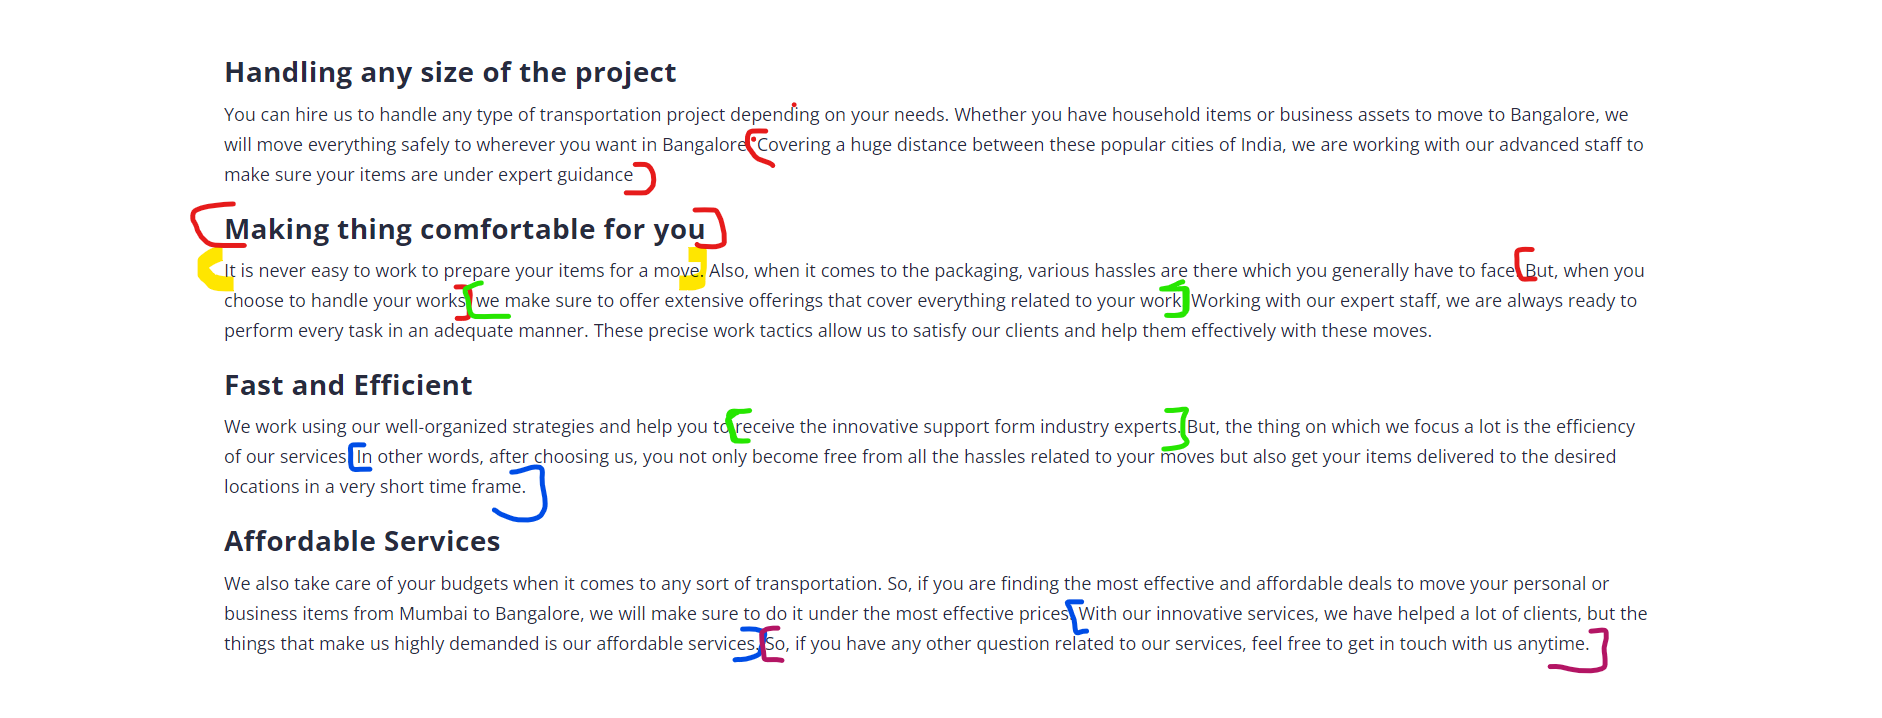 Handling any size of the project
You can hire us to handle any type of transportation project depending on your needs. Whether you have household items or business assets to move to Bangalore, we
will move everything safely to wherever you want in Bangalore. Covering a huge distance between these popular cities of India, we are working with our advanced staff to
make sure your items are under expert guidance
Making thing comfortable for you
It is never easy to work to prepare your items for a move. Also, when it comes to the packaging, various hassles are there which you generally have to face. But, when you
choose to handle your works, we make sure to offer extensive offerings that cover everything related to your work. Working with our expert staff, we are always ready to
perform every task in an adequate manner. These precise work tactics allow us to satisfy our clients and help them effectively with these moves.
Fast and Efficient
We work using our well-organized strategies and help you to receive the innovative support form industry experts. But, the thing on which we focus a lot is the efficiency
of our services. In other words, after choosing us, you not only become free from all the hassles related to your moves but also get your items delivered to the desired
locations in a very short time frame.
Affordable Services
We also take care of your budgets when it comes to any sort of transportation. So, if you are finding the most effective and affordable deals to move your personal or
business items from Mumbai to Bangalore, we will make sure to do it under the most effective prices. With our innovative services, we have helped a lot of clients, but the
things that make us highly demanded is our affordable services. So, if you have any other question related to our services, feel free to get in touch with us anytime.